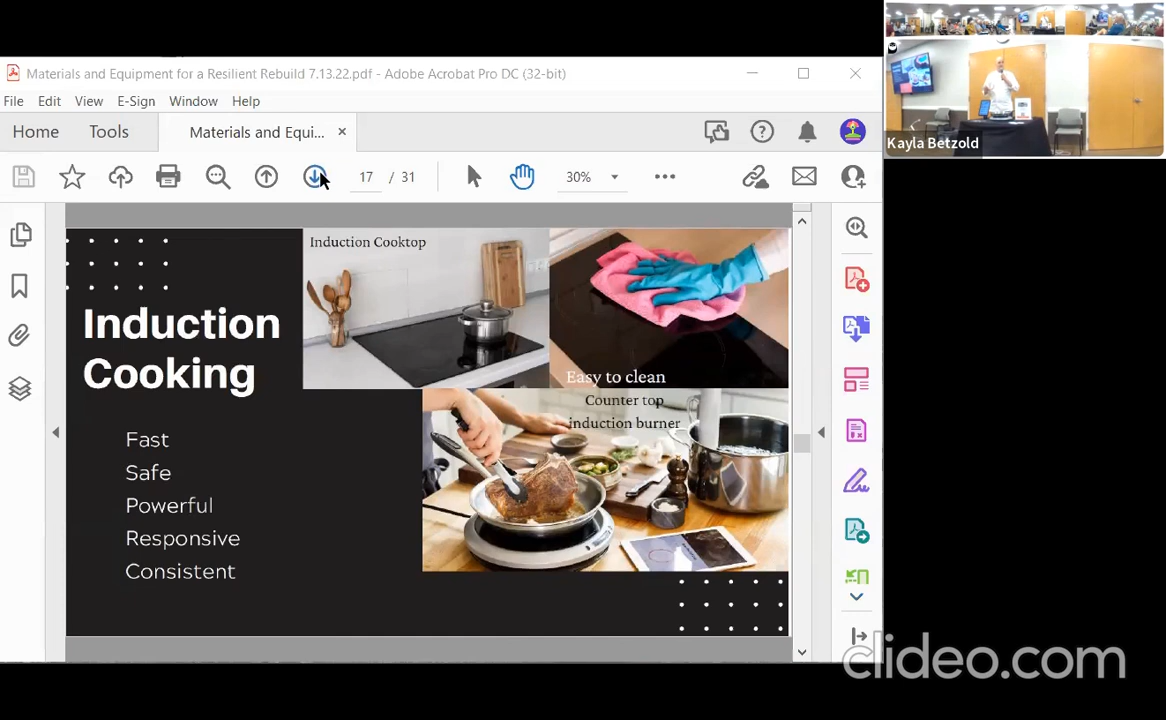 Materials and Equipment for a Resilient Rebuild 7.13.22.pdf - Adobe Acrobat Pro DC (32-bit)
File Edit View E-Sign Window Help
Home Tools Materials and Equi... ×
17 / 31 30%
Induction Cooktop
Induction
Cooking
Easy to clean
Counter top
induction burner
Fast
Safe
Powerful
Responsive
Consistent
Kayla Betzold
clideo.com